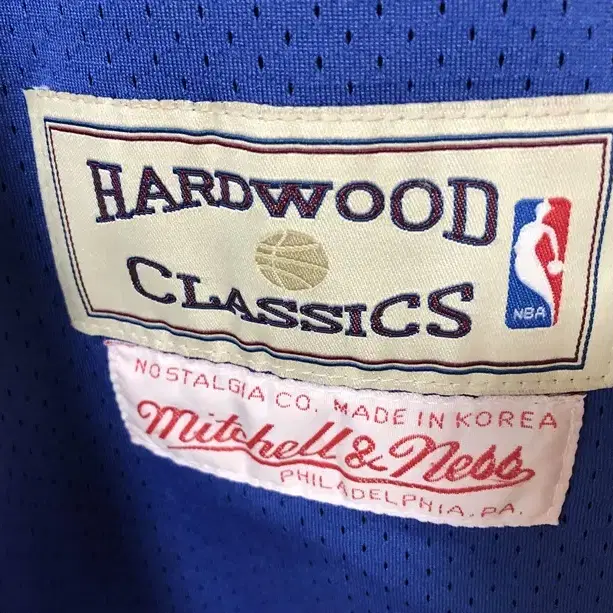 HARDWOOD
CLASSICS
NBA
NOSTALGIA CO. MADE IN KOREA
Mitchell & Ness
PHILADELPHIA, PA.